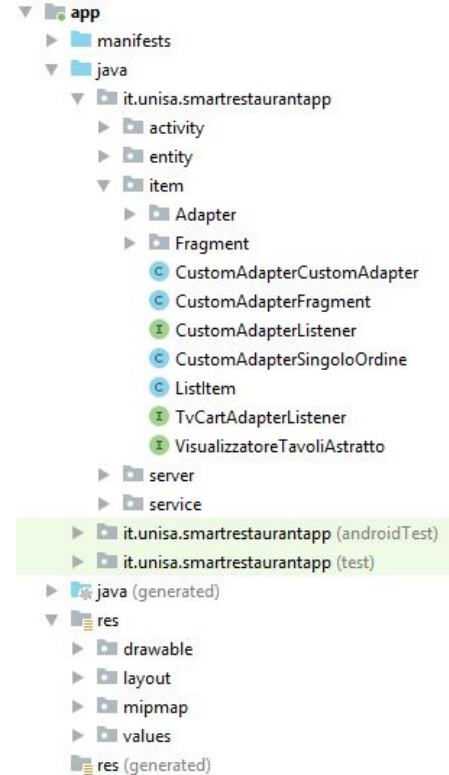 app
manifests
java
it.unisa.smartrestaurantapp
activity
entity
item
Adapter
Fragment
C CustomAdapterCustomAdapter
C CustomAdapterFragment
I CustomAdapterListener
C CustomAdapterSingoloOrdine
C ListItem
I TvCartAdapterListener
I VisualizzatoreTavoliAstratto
server
service
it.unisa.smartrestaurantapp (androidTest)
it.unisa.smartrestaurantapp (test)
java (generated)
res
drawable
layout
mipmap
values
res (generated)